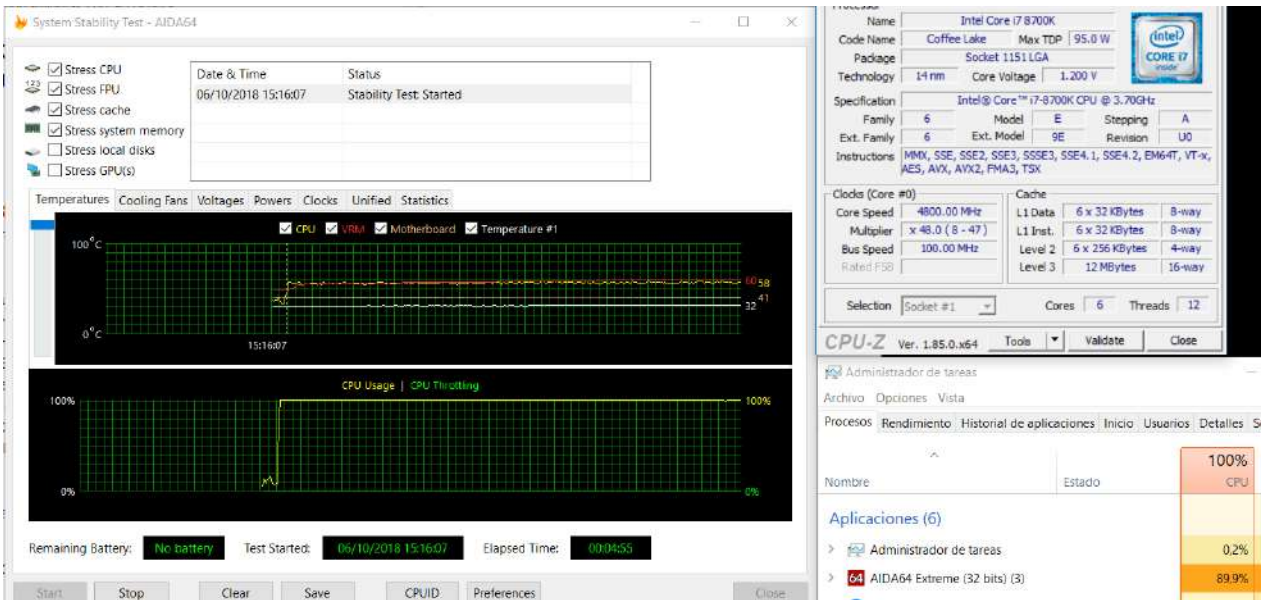 System Stability Test - AIDA64
Stress CPU
Stress FPU
Stress cache
Stress system memory
Stress local disks
Stress GPU(s)
Date & Time Status
06/10/2018 15:16:07 Stability Test: Started
Temperatures Cooling Fans Voltages Powers Clocks Unified Statistics
CPU VRM Motherboard Temperature #1
100°C
60 58
41
32
0°C
15:16:07
CPU Usage | CPU Throttling
100% 100%
0% 0%
Remaining Battery: No battery Test Started: 06/10/2018 15:16:07 Elapsed Time: 00:04:55
Start Stop Clear Save CPUID Preferences Close
Processor
Name Intel Core i7 8700K
Code Name Coffee Lake Max TDP 95.0 W
Package Socket 1151 LGA
Technology 14 nm Core Voltage 1.200 V
(intel)
CORE i7
inside
Specification Intel® Core™ i7-8700K CPU @ 3.70GHz
Family 6 Model E Stepping A
Ext. Family 6 Ext. Model 9E Revision U0
Instructions MMX, SSE, SSE2, SSE3, SSSE3, SSE4.1, SSE4.2, EM64T, VT-x,
AES, AVX, AVX2, FMA3, TSX
Clocks (Core #0)
Core Speed 4800.00 MHz
Multiplier x 48.0 ( 8 - 47 )
Bus Speed 100.00 MHz
Rated FSB
Cache
L1 Data 6 x 32 KBytes 8-way
L1 Inst. 6 x 32 KBytes 8-way
Level 2 6 x 256 KBytes 4-way
Level 3 12 MBytes 16-way
Selection Socket #1 Cores 6 Threads 12
CPU-Z Ver. 1.85.0.x64 Tools Validate Close
Administrador de tareas
Archivo Opciones Vista
Procesos Rendimiento Historial de aplicaciones Inicio Usuarios Detalles S
100%
Nombre Estado CPU
Aplicaciones (6)
Administrador de tareas 0,2%
64 AIDA64 Extreme (32 bits) (3) 89,9%